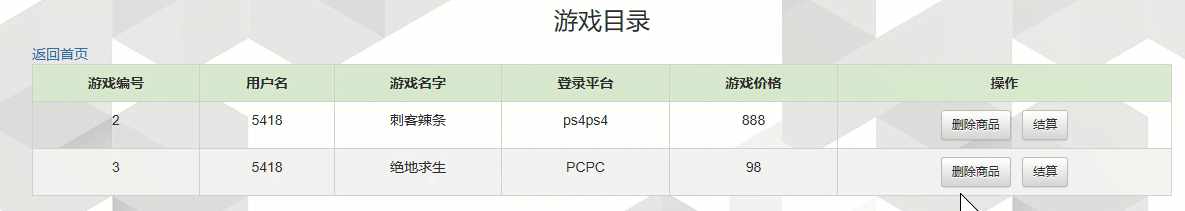 游戏目录
返回首页
游戏编号 用户名 游戏名字 登录平台 游戏价格 操作
2 5418 刺客辣条 ps4ps4 888 删除商品 结算
3 5418 绝地求生 PCPC 98 删除商品 结算